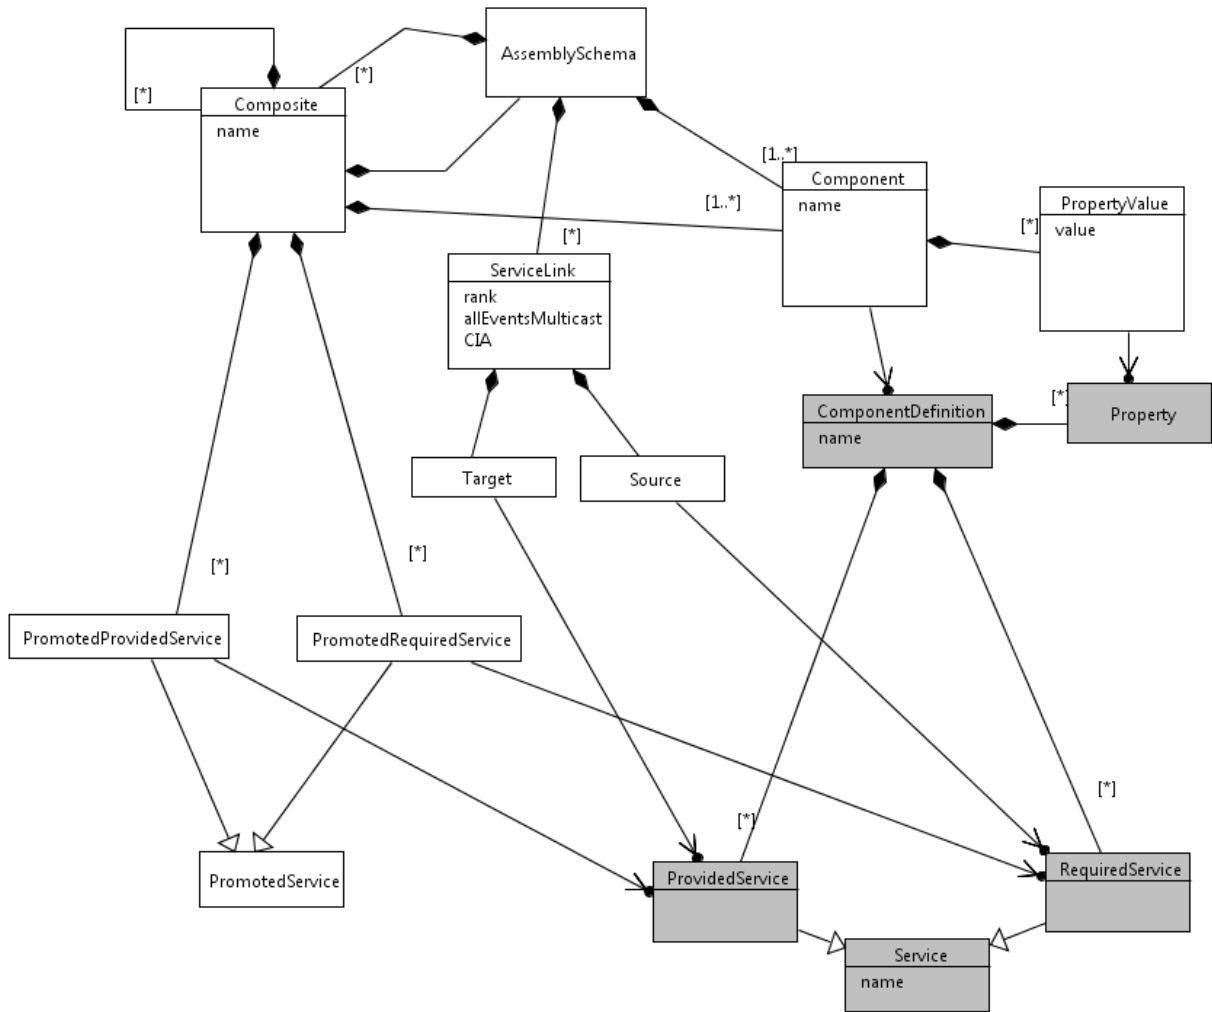 AssemblySchema
[*]
[*]
Composite
name
[1..*]
Component
name
[1..*]
PropertyValue
value
[*]
[*]
ServiceLink
rank
allEventsMulticast
CIA
ComponentDefinition
name
[*]
Property
Target
Source
[*]
[*]
PromotedProvidedService
PromotedRequiredService
[*]
[*]
PromotedService
ProvidedService
RequiredService
Service
name